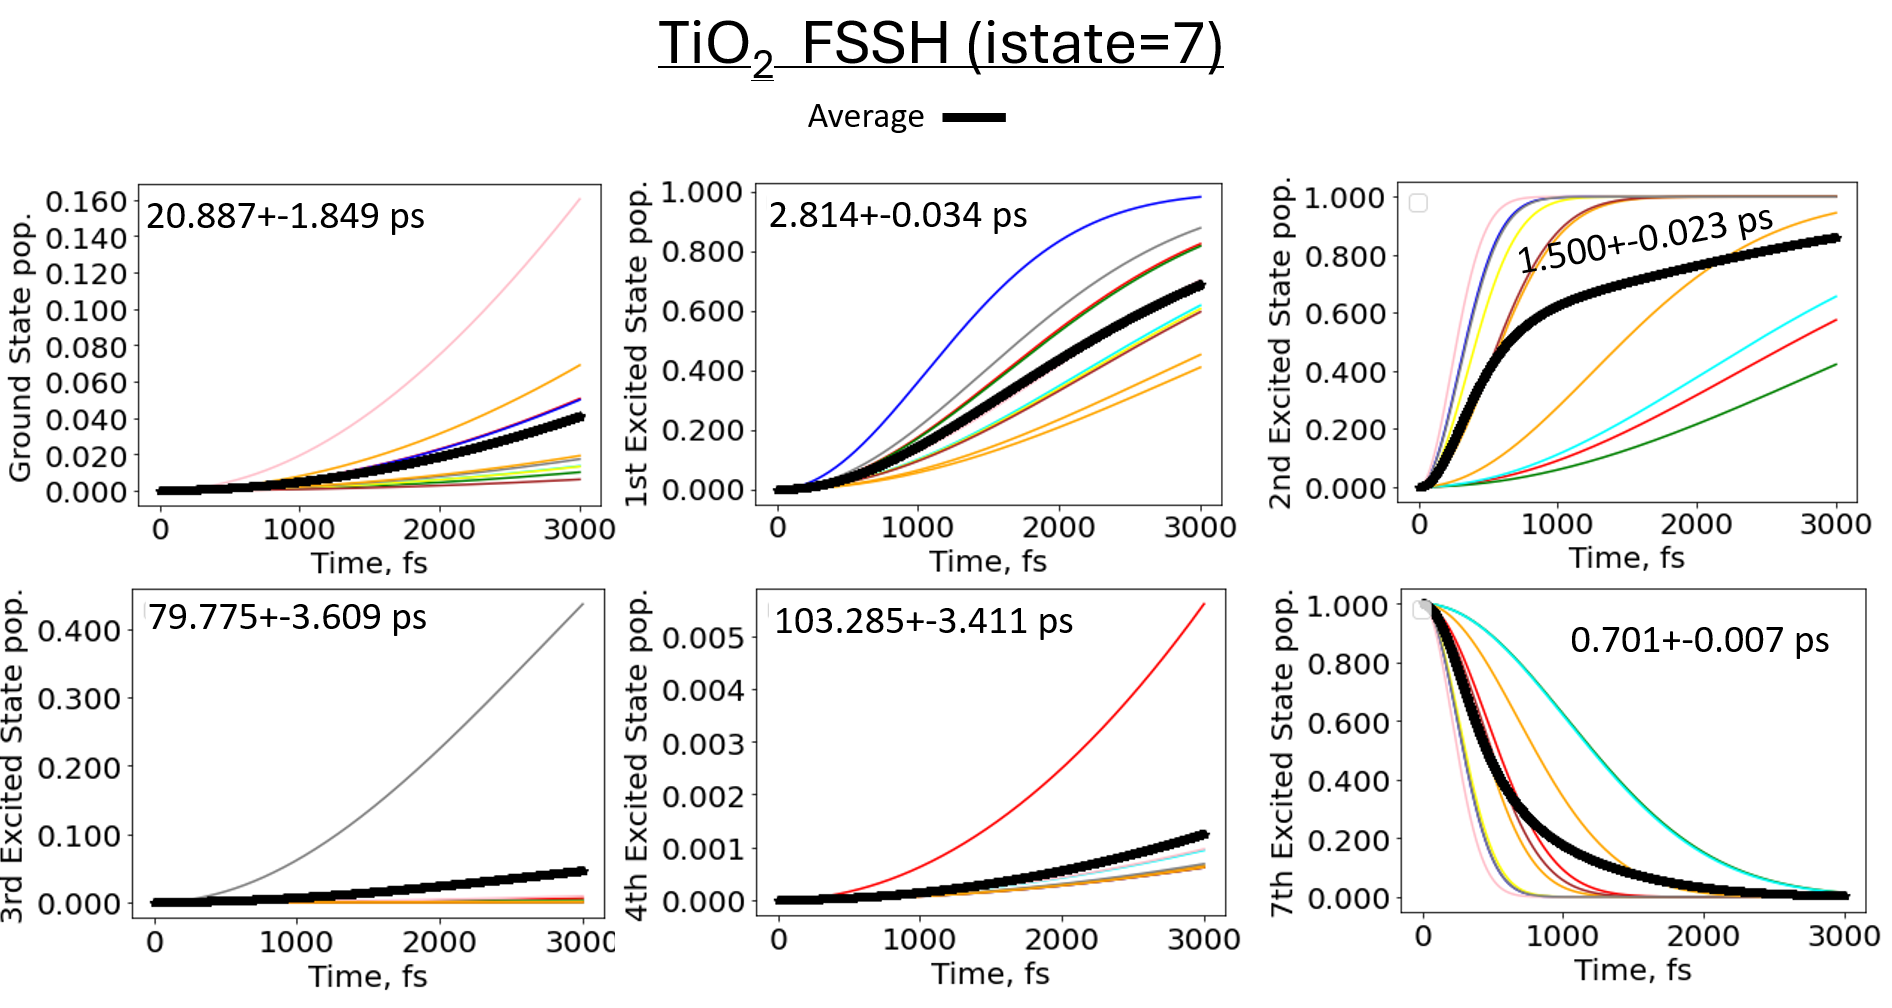 TiO2 FSSH (istate=7)
Average
Ground State pop.
0.160
0.140
0.120
0.100
0.080
0.060
0.040
0.020
0.000
20.887+-1.849 ps
0 1000 2000 3000
Time, fs
1st Excited State pop.
1.000
0.800
0.600
0.400
0.200
0.000
2.814+-0.034 ps
0 1000 2000 3000
Time, fs
2nd Excited State pop.
1.000
0.800
0.600
0.400
0.200
0.000
1.500+-0.023 ps
0 1000 2000 3000
Time, fs
3rd Excited State pop.
0.400
0.300
0.200
0.100
0.000
79.775+-3.609 ps
0 1000 2000 3000
Time, fs
4th Excited State pop.
0.005
0.004
0.003
0.002
0.001
0.000
103.285+-3.411 ps
0 1000 2000 3000
Time, fs
7th Excited State pop.
1.000
0.800
0.600
0.400
0.200
0.000
0.701+-0.007 ps
0 1000 2000 3000
Time, fs